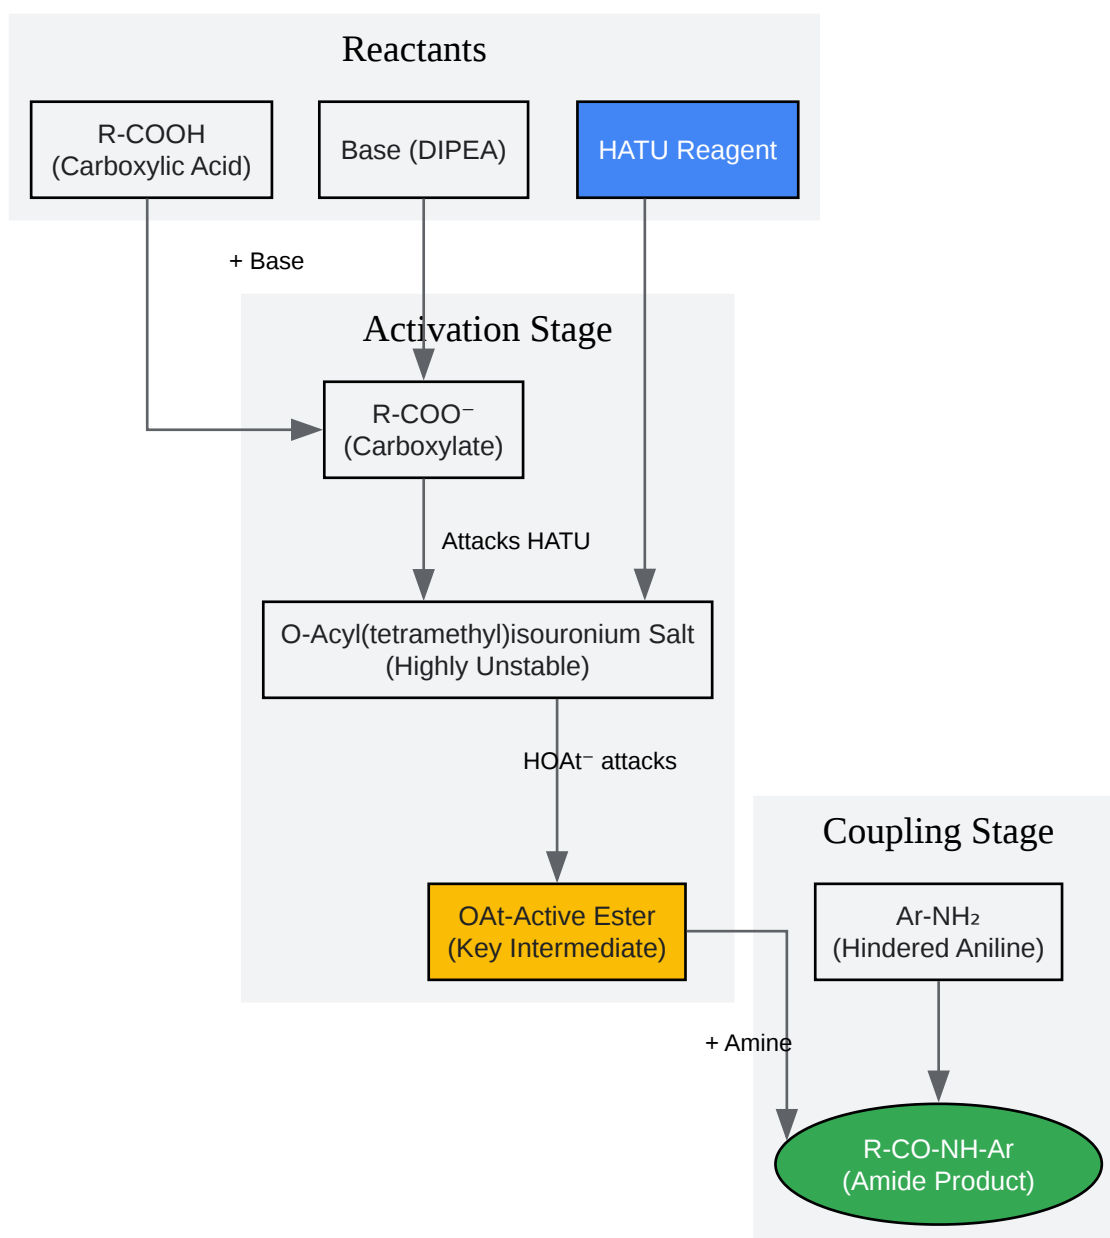 Reactants
R-COOH
(Carboxylic Acid)
Base (DIPEA)
HATU Reagent
+ Base
Activation Stage
R-COO⁻
(Carboxylate)
Attacks HATU
O-Acyl(tetramethyl)isouronium Salt
(Highly Unstable)
HOAt⁻ attacks
Coupling Stage
OAt-Active Ester
(Key Intermediate)
Ar-NH₂
(Hindered Aniline)
+ Amine
R-CO-NH-Ar
(Amide Product)